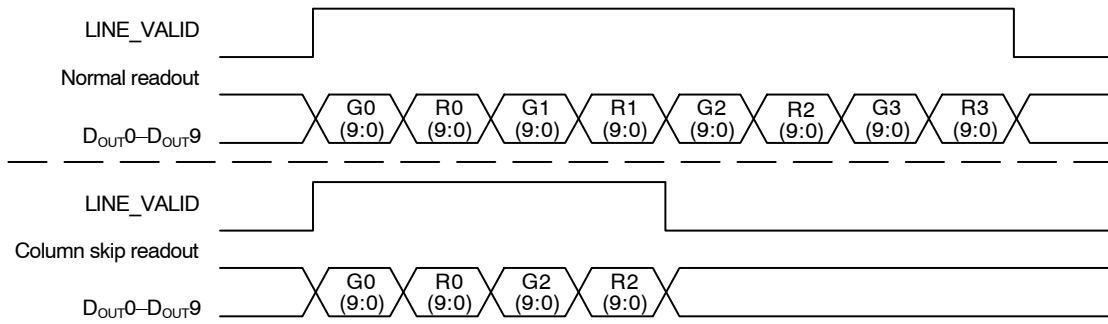 LINE_VALID
Normal readout
G0 R0 G1 R1 G2 R2 G3 R3
(9:0) (9:0) (9:0) (9:0) (9:0) (9:0) (9:0) (9:0)
DOUT0–DOUT9
LINE_VALID
Column skip readout
G0 R0 G2 R2
(9:0) (9:0) (9:0) (9:0)
DOUT0–DOUT9